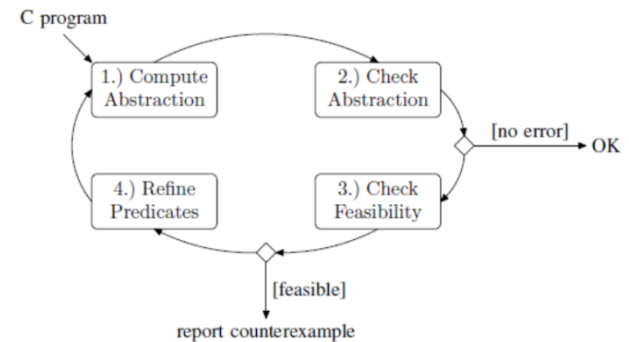 C program
1.) Compute
Abstraction
2.) Check
Abstraction
[no error]
OK
4.) Refine
Predicates
3.) Check
Feasibility
[feasible]
report counterexample